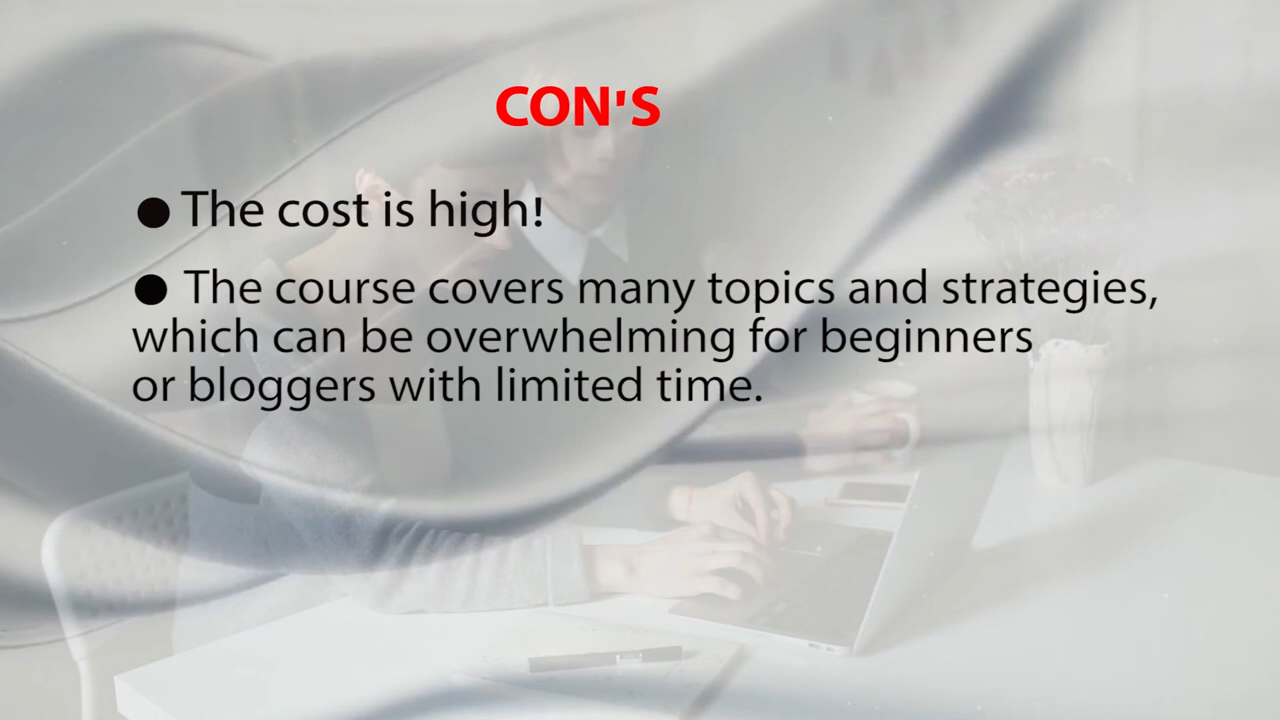 CON'S
● The cost is high!
● The course covers many topics and strategies,
which can be overwhelming for beginners
or bloggers with limited time.